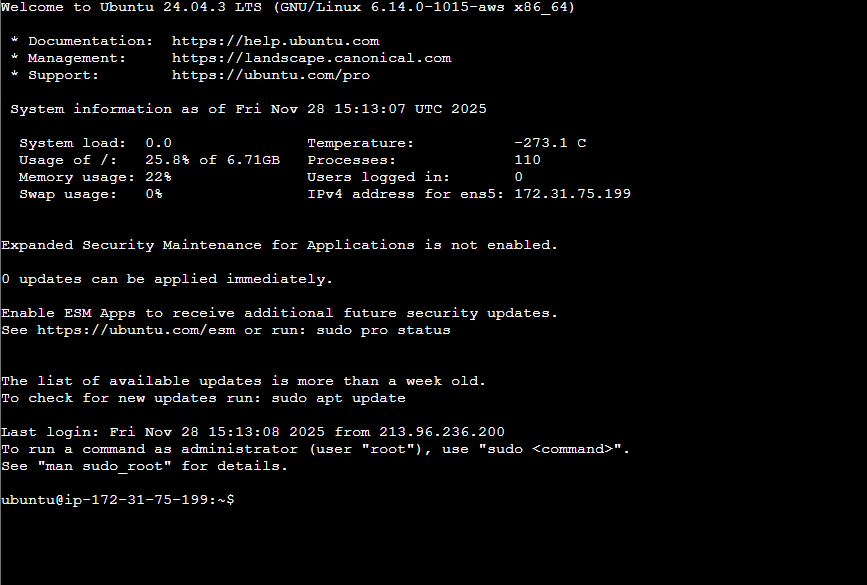 Welcome to Ubuntu 24.04.3 LTS (GNU/Linux 6.14.0-1015-aws x86_64)

 * Documentation:  https://help.ubuntu.com
 * Management:     https://landscape.canonical.com
 * Support:        https://ubuntu.com/pro

 System information as of Fri Nov 28 15:13:07 UTC 2025

  System load:  0.0               Temperature:           -273.1 C
  Usage of /:   25.8% of 6.71GB   Processes:             110
  Memory usage: 22%               Users logged in:       0
  Swap usage:   0%                IPv4 address for ens5: 172.31.75.199


Expanded Security Maintenance for Applications is not enabled.

0 updates can be applied immediately.

Enable ESM Apps to receive additional future security updates.
See https://ubuntu.com/esm or run: sudo pro status


The list of available updates is more than a week old.
To check for new updates run: sudo apt update

Last login: Fri Nov 28 15:13:08 2025 from 213.96.236.200
To run a command as administrator (user "root"), use "sudo <command>".
See "man sudo_root" for details.

ubuntu@ip-172-31-75-199:~$